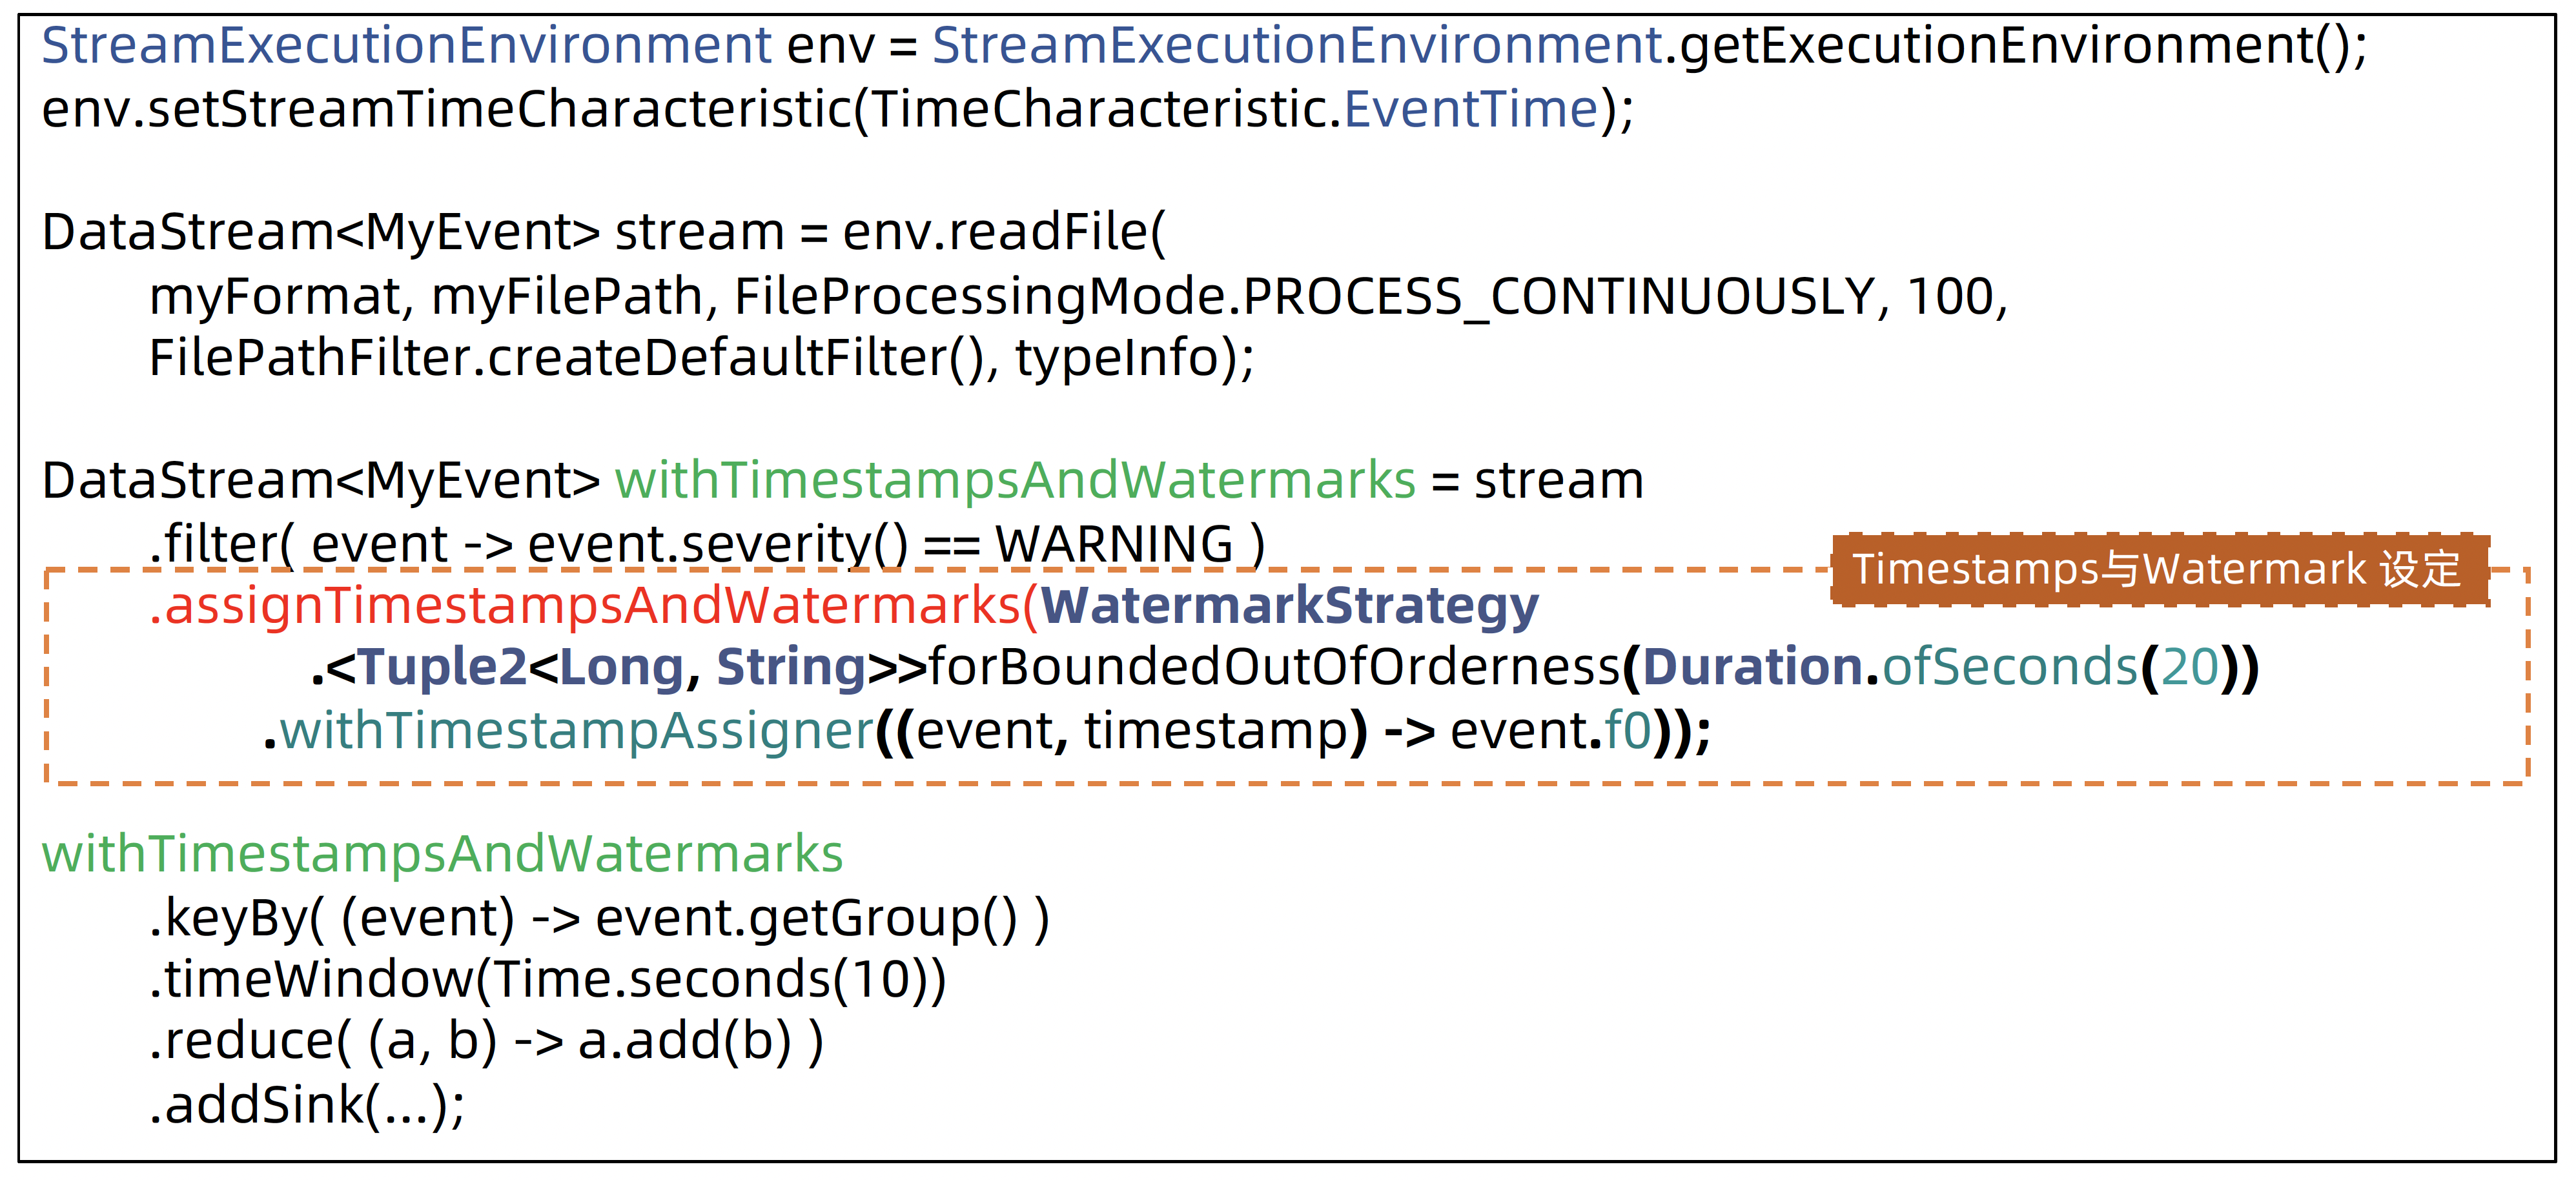 StreamExecutionEnvironment env = StreamExecutionEnvironment.getExecutionEnvironment();
env.setStreamTimeCharacteristic(TimeCharacteristic.EventTime);
DataStream<MyEvent> stream = env.readFile(
myFormat, myFilePath, FileProcessingMode.PROCESS_CONTINUOUSLY, 100,
FilePathFilter.createDefaultFilter(), typeInfo);
DataStream<MyEvent> withTimestampsAndWatermarks = stream
.filter( event -> event.severity() == WARNING )
Timestamps与Watermark 设定
.assignTimestampsAndWatermarks(WatermarkStrategy
.<Tuple2<Long, String>>forBoundedOutOfOrderness(Duration.ofSeconds(20))
.withTimestampAssigner((event, timestamp) -> event.f0));
withTimestampsAndWatermarks
.keyBy( (event) -> event.getGroup() )
.timeWindow(Time.seconds(10))
.reduce( (a, b) -> a.add(b) )
.addSink(...);